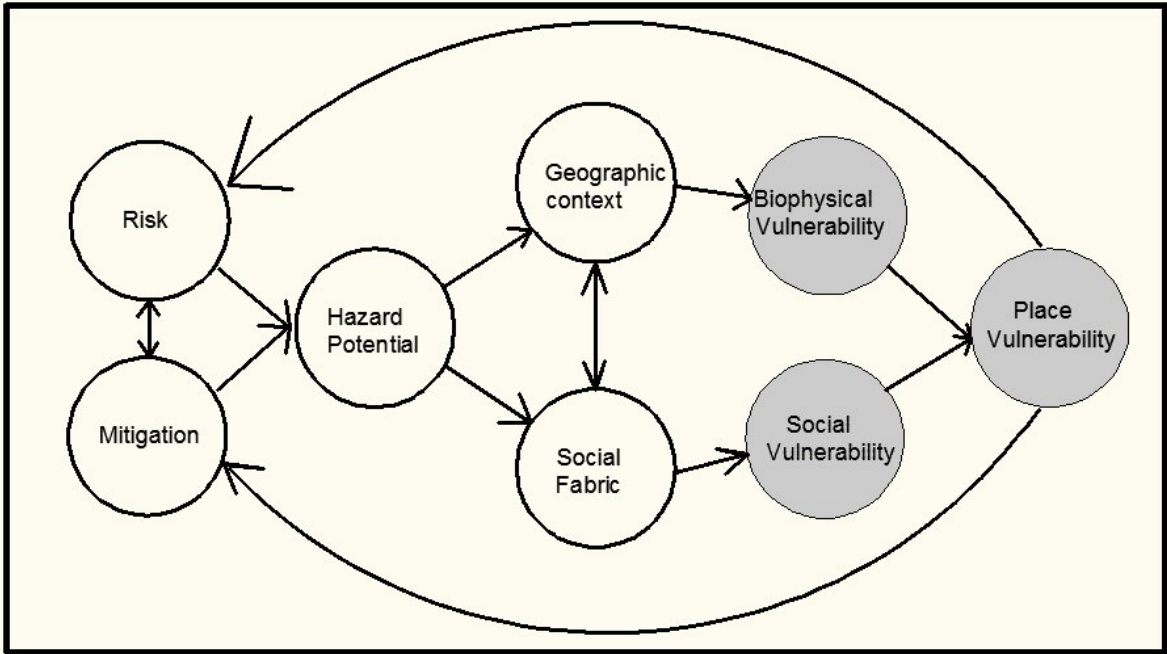 Risk
Mitigation
Hazard
Potential
Geographic
context
Social
Fabric
Biophysical
Vulnerability
Social
Vulnerability
Place
Vulnerability